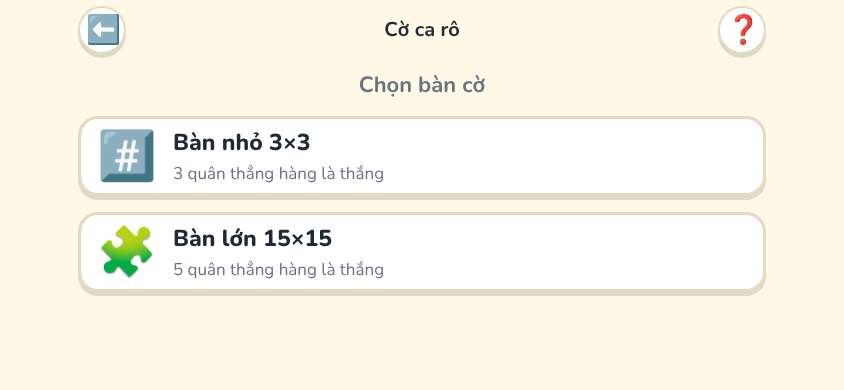 Cờ ca rô
Chọn bàn cờ
Bàn nhỏ 3×3
3 quân thẳng hàng là thắng
Bàn lớn 15×15
5 quân thẳng hàng là thắng